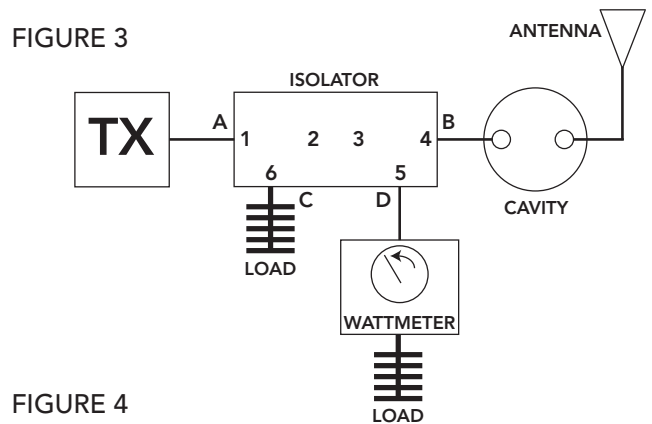 FIGURE 3
ANTENNA
ISOLATOR
TX
A
1 2 3 4
B
6 5
C D
CAVITY
LOAD
WATTMETER
LOAD
FIGURE 4